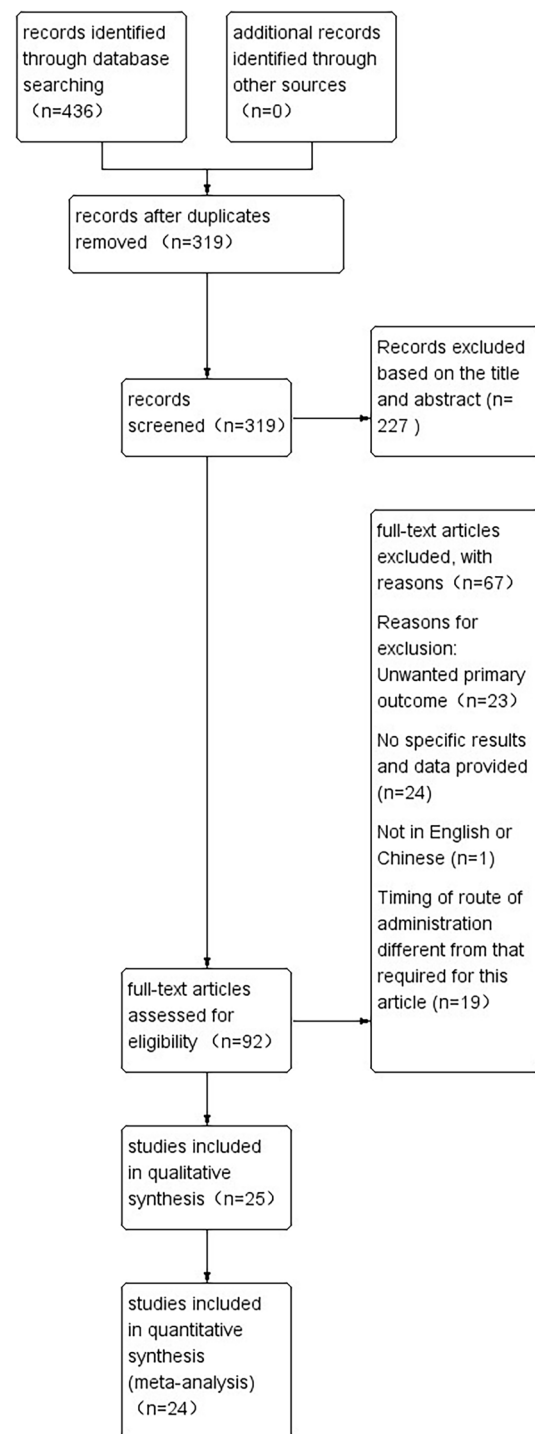 records identified
through database
searching
（n=436）
additional records
identified through
other sources
（n=0）
records after duplicates
removed （n=319）
Records excluded
based on the title
and abstract (n=
227 )
records
screened（n=319）
full-text articles
excluded, with
reasons（n=67）
Reasons for
exclusion:
Unwanted primary
outcome（n=23）
No specific results
and data provided
(n=24)
Not in English or
Chinese (n=1)
Timing of route of
administration
different from that
required for this
article（n=19）
full-text articles
assessed for
eligibility （n=92）
studies included
in qualitative
synthesis（n=25）
studies included
in quantitative
synthesis
(meta-analysis)
（n=24）